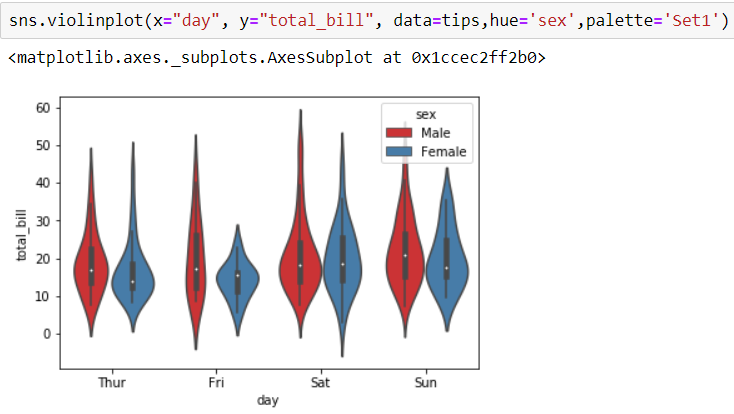 sns.violinplot(x="day", y="total_bill", data=tips,hue='sex',palette='Set1')
<matplotlib.axes._subplots.AxesSubplot at 0x1ccec2ff2b0>
60
50
40
30
20
10
0
total_bill
sex
Male
Female
Thur Fri Sat Sun
day